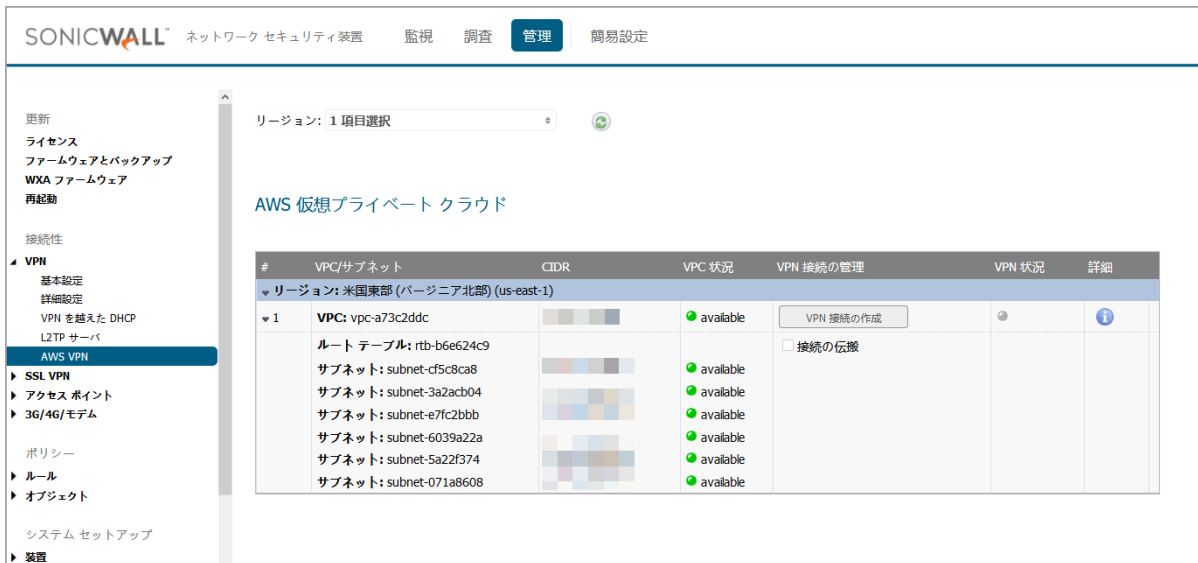 SONICWALL ネットワーク セキュリティ装置 監視 調査 管理 簡易設定
更新
ライセンス
ファームウェアとバックアップ
WXA ファームウェア
再起動
接続性
VPN
基本設定
詳細設定
VPN を越えた DHCP
L2TP サーバ
AWS VPN
SSL VPN
アクセス ポイント
3G/4G/モデム
ポリシー
ルール
オブジェクト
システム セットアップ
装置
リージョン: 1 項目選択
AWS 仮想プライベート クラウド
# VPC/サブネット CIDR VPC 状況 VPN 接続の管理 VPN 状況 詳細
リージョン: 米国東部 (バージニア北部) (us-east-1)
1 VPC: vpc-a73c2ddc available VPN 接続の作成
ルート テーブル: rtb-b6e624c9 接続の伝搬
サブネット: subnet-cf5c8ca8 available
サブネット: subnet-3a2acb04 available
サブネット: subnet-e7fc2bbb available
サブネット: subnet-6039a22a available
サブネット: subnet-5a22f374 available
サブネット: subnet-071a8608 available